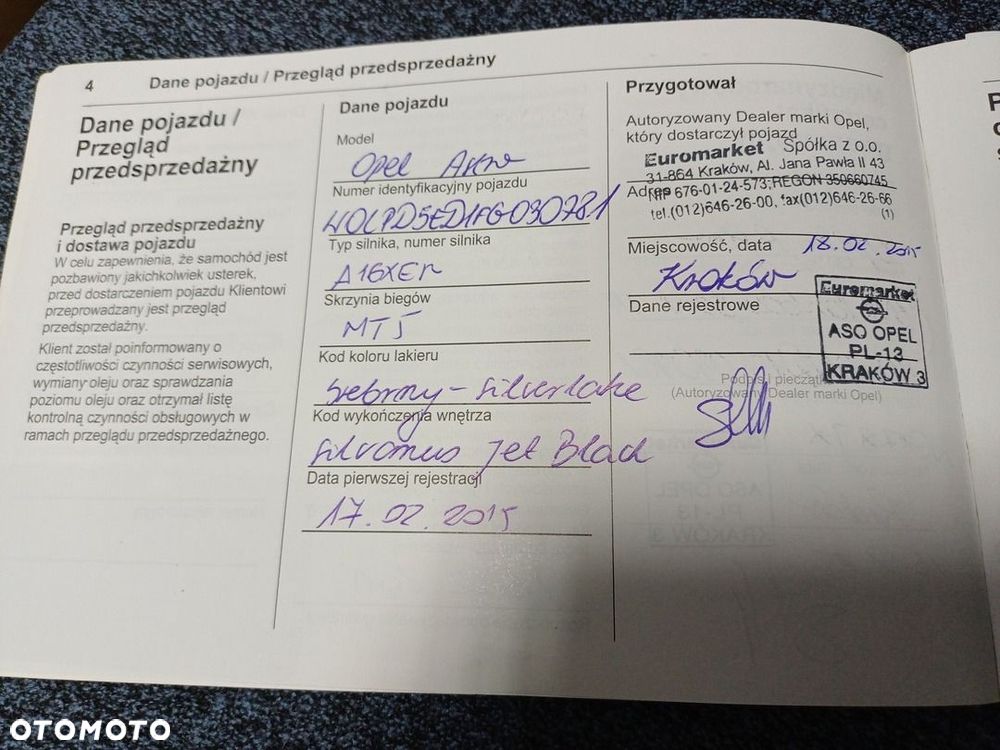 4 Dane pojazdu / Przegląd przedsprzedażny
Dane pojazdu /
Przegląd
przedsprzedażny
Przegląd przedsprzedażny
i dostawa pojazdu
W celu zapewnienia, że samochód jest
pozbawiony jakichkolwiek usterek,
przed dostarczeniem pojazdu Klientowi
przeprowadzany jest przegląd
przedsprzedażny.
Klient został poinformowany o
częstotliwości czynności serwisowych,
wymiany oleju oraz sprawdzania
poziomu oleju oraz otrzymał listę
kontrolną czynności obsługowych w
ramach przeglądu przedsprzedażnego.
Dane pojazdu
Model
Opel Astra
Numer identyfikacyjny pojazdu
W0LPD5ED1FG030781
Typ silnika, numer silnika
A16XER
Skrzynia biegów
MT5
Kod koloru lakieru
srebrny - silverlake
Kod wykończenia wnętrza
Jet Black
Data pierwszej rejestracji
17.02.2015
Przygotował
Autoryzowany Dealer marki Opel,
który dostarczył pojazd
Euromarket Spółka z o.o.
31-864 Kraków, Al. Jana Pawła II 43
Adres
NIP 676-01-24-573; REGON 350660745
tel.(012)646-26-00, fax(012)646-26-66
(1)
Miejscowość, data 18.02.2015
Kraków
Dane rejestrowe
Euromarket
ASO OPEL
PL-13
KRAKÓW 3
Podpis i pieczątka
(Autoryzowany Dealer marki Opel)
OTOMOTO